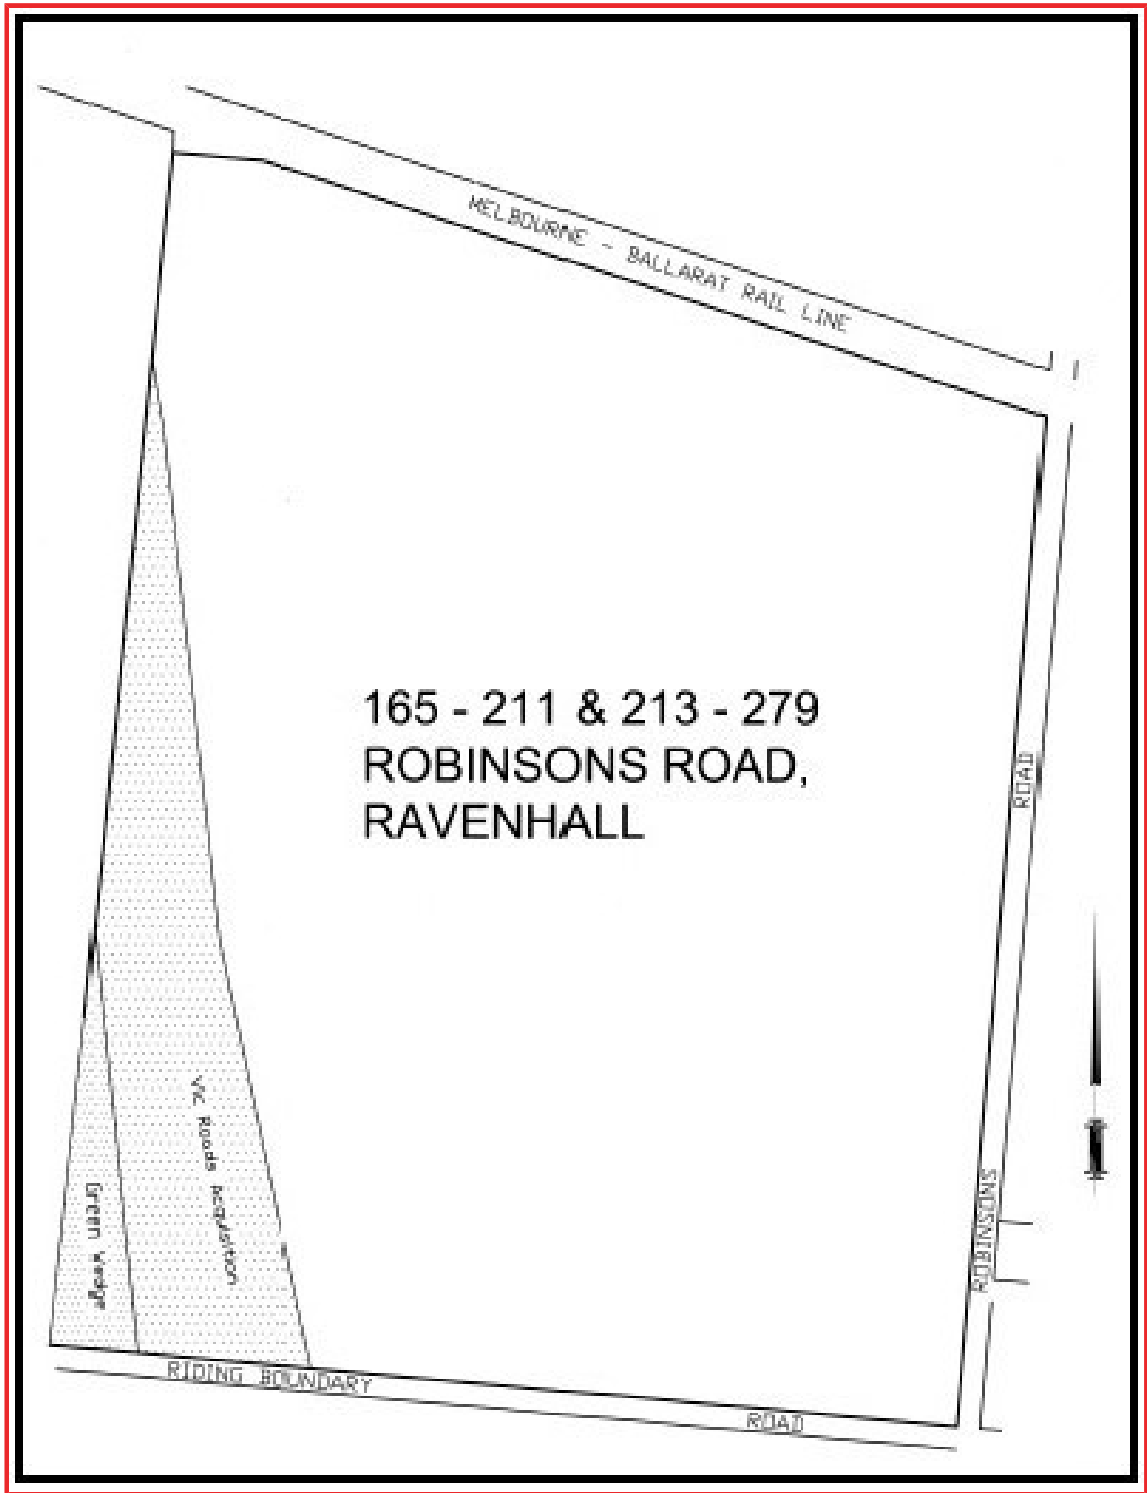 MELBOURNE - BALLARAT RAIL LINE
165 - 211 & 213 - 279
ROBINSONS ROAD,
RAVENHALL
ROBINSONS ROAD
Vic Roads Acquisition
Green Wedge
RIDING BOUNDARY ROAD